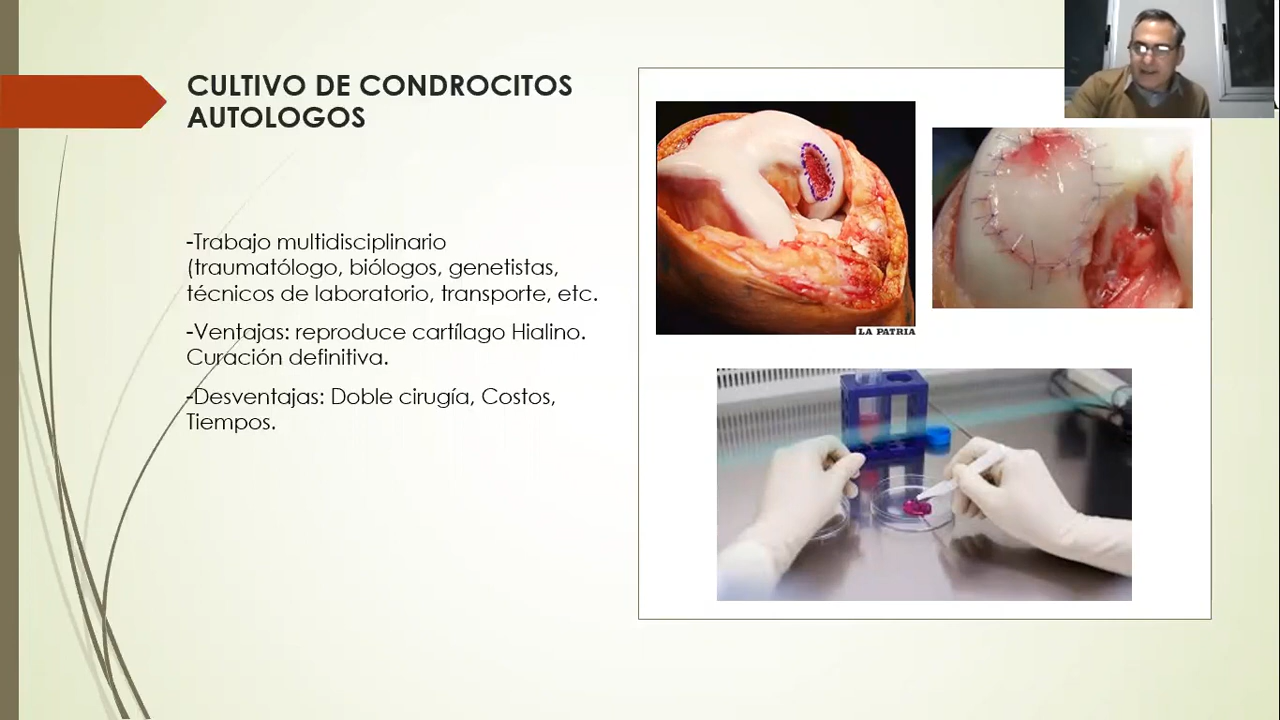 CULTIVO DE CONDROCITOS
AUTOLOGOS
-Trabajo multidisciplinario
(traumatólogo, biólogos, genetistas,
técnicos de laboratorio, transporte, etc.
-Ventajas: reproduce cartílago Hialino.
Curación definitiva.
-Desventajas: Doble cirugía, Costos,
Tiempos.
LA PATRIA